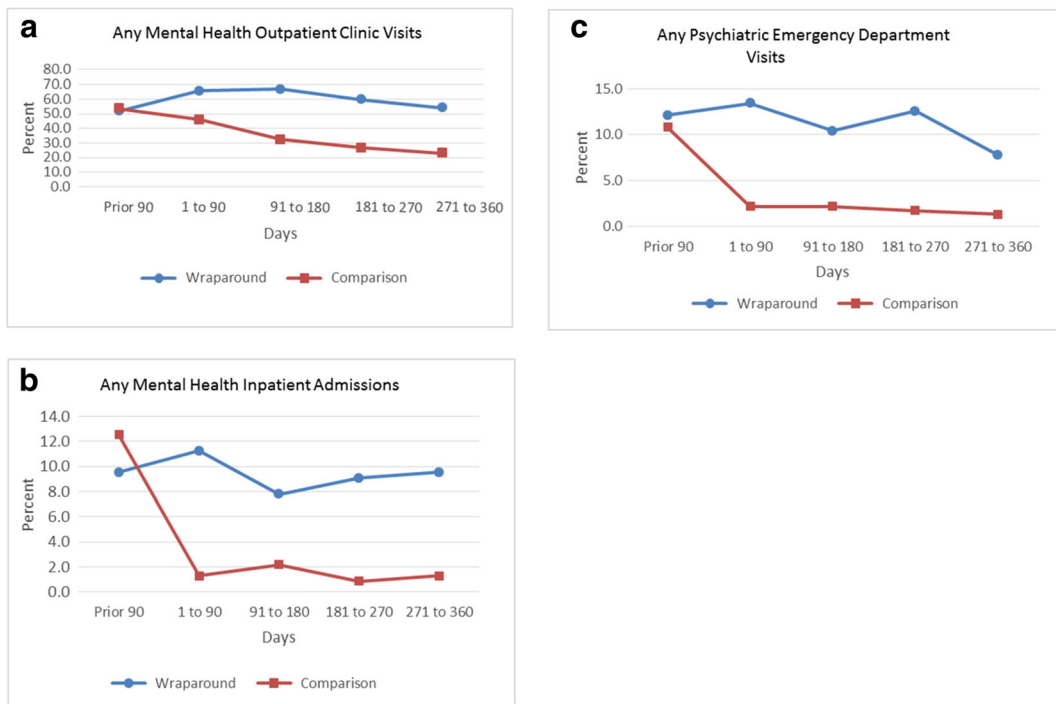 a
Any Mental Health Outpatient Clinic Visits
80.0
70.0
60.0
50.0
40.0
30.0
20.0
10.0
0.0
Percent
Prior 90 1 to 90 91 to 180 181 to 270 271 to 360
Days
Wraparound Comparison
b
Any Mental Health Inpatient Admissions
14.0
12.0
10.0
8.0
6.0
4.0
2.0
0.0
Percent
Prior 90 1 to 90 91 to 180 181 to 270 271 to 360
Days
Wraparound Comparison
c
Any Psychiatric Emergency Department
Visits
15.0
10.0
5.0
0.0
Percent
Prior 90 1 to 90 91 to 180 181 to 270 271 to 360
Days
Wraparound Comparison